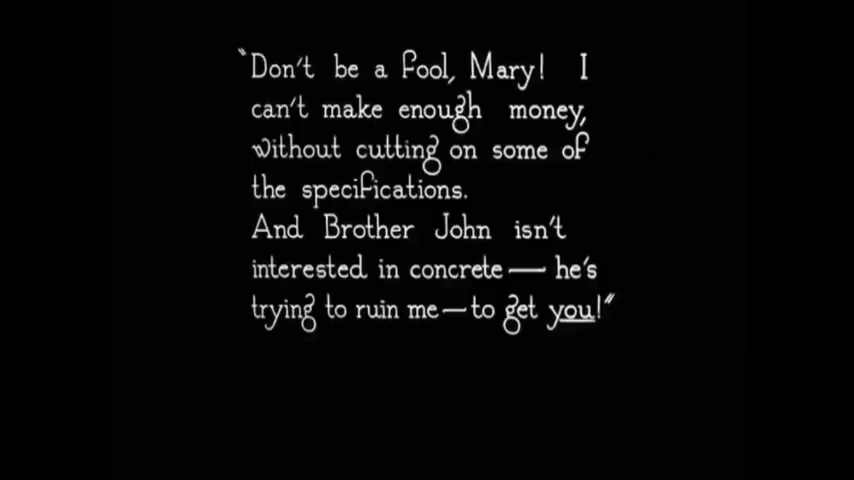 "Don't be a fool, Mary! I
can't make enough money,
without cutting on some of
the specifications.
And Brother John isn't
interested in concrete — he's
trying to ruin me — to get you!"